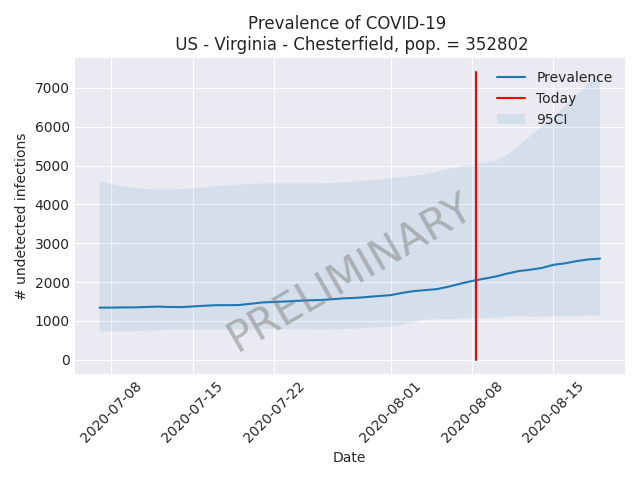 Prevalence of COVID-19
US - Virginia - Chesterfield, pop. = 352802
# undetected infections
7000
6000
5000
4000
3000
2000
1000
0
Prevalence
Today
95CI
PRELIMINARY
2020-07-08
2020-07-15
2020-07-22
2020-08-01
2020-08-08
2020-08-15
Date